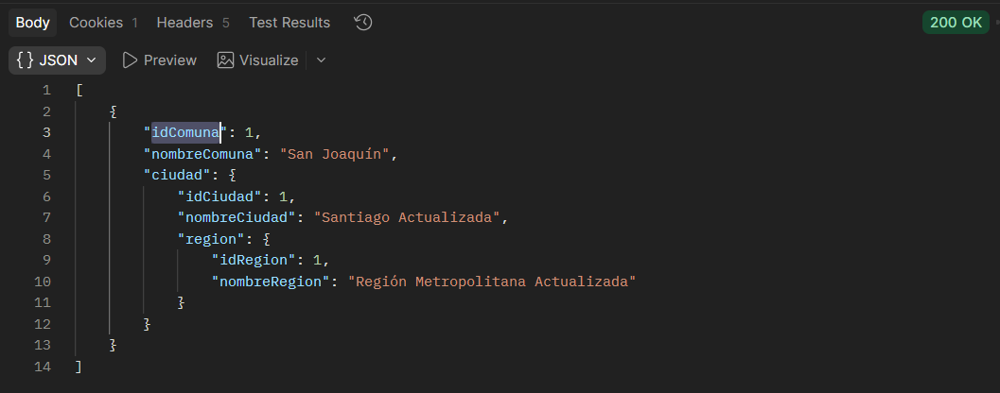 Body Cookies 1 Headers 5 Test Results 200 OK
{ } JSON Preview Visualize
1 [
2 {
3 "idComuna": 1,
4 "nombreComuna": "San Joaquín",
5 "ciudad": {
6 "idCiudad": 1,
7 "nombreCiudad": "Santiago Actualizada",
8 "region": {
9 "idRegion": 1,
10 "nombreRegion": "Región Metropolitana Actualizada"
11 }
12 }
13 }
14 ]